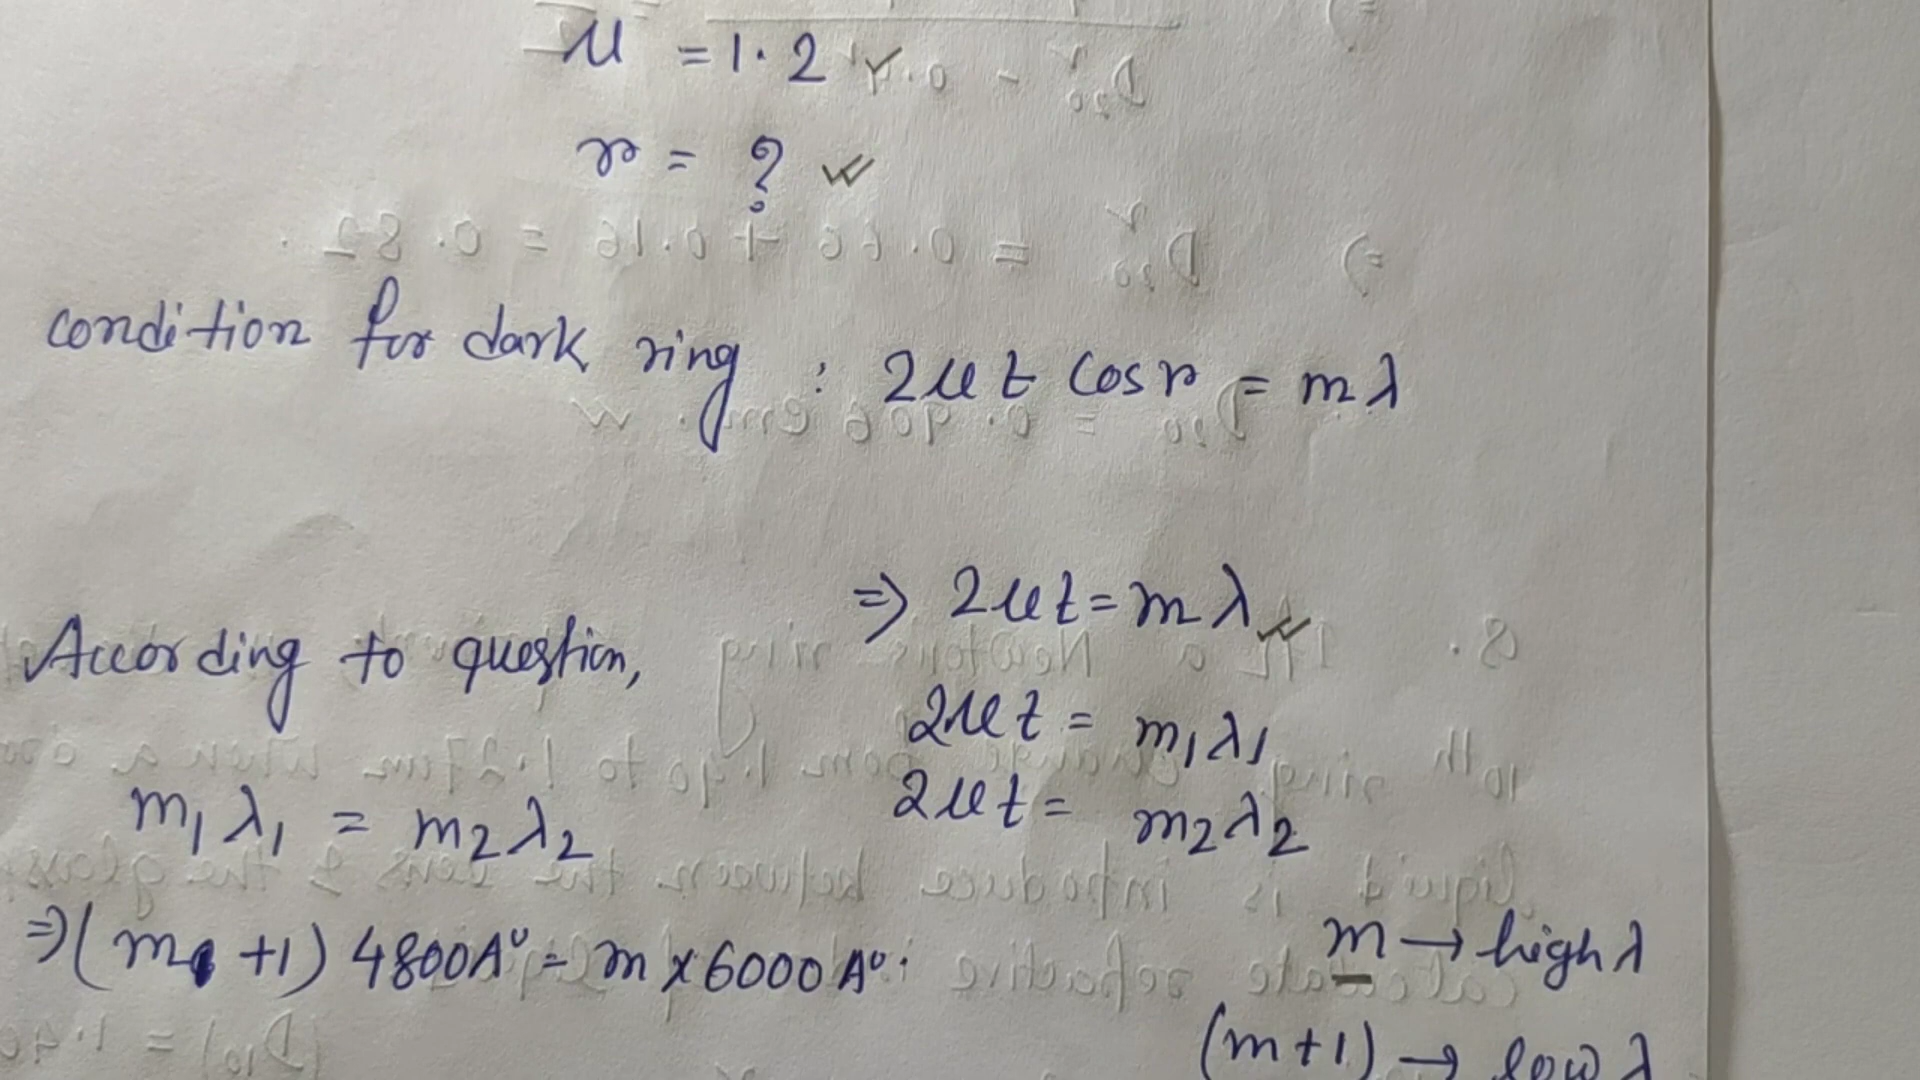 μ = 1.2
r = ?
condition for dark ring : 2μt cos r = mλ
⇒ 2μt = mλ
According to question,
2μt = m₁λ₁
2μt = m₂λ₂
m₁λ₁ = m₂λ₂
⇒ (m +1) 4800A° = m × 6000A°.
m → high λ
(m+1) → low λ